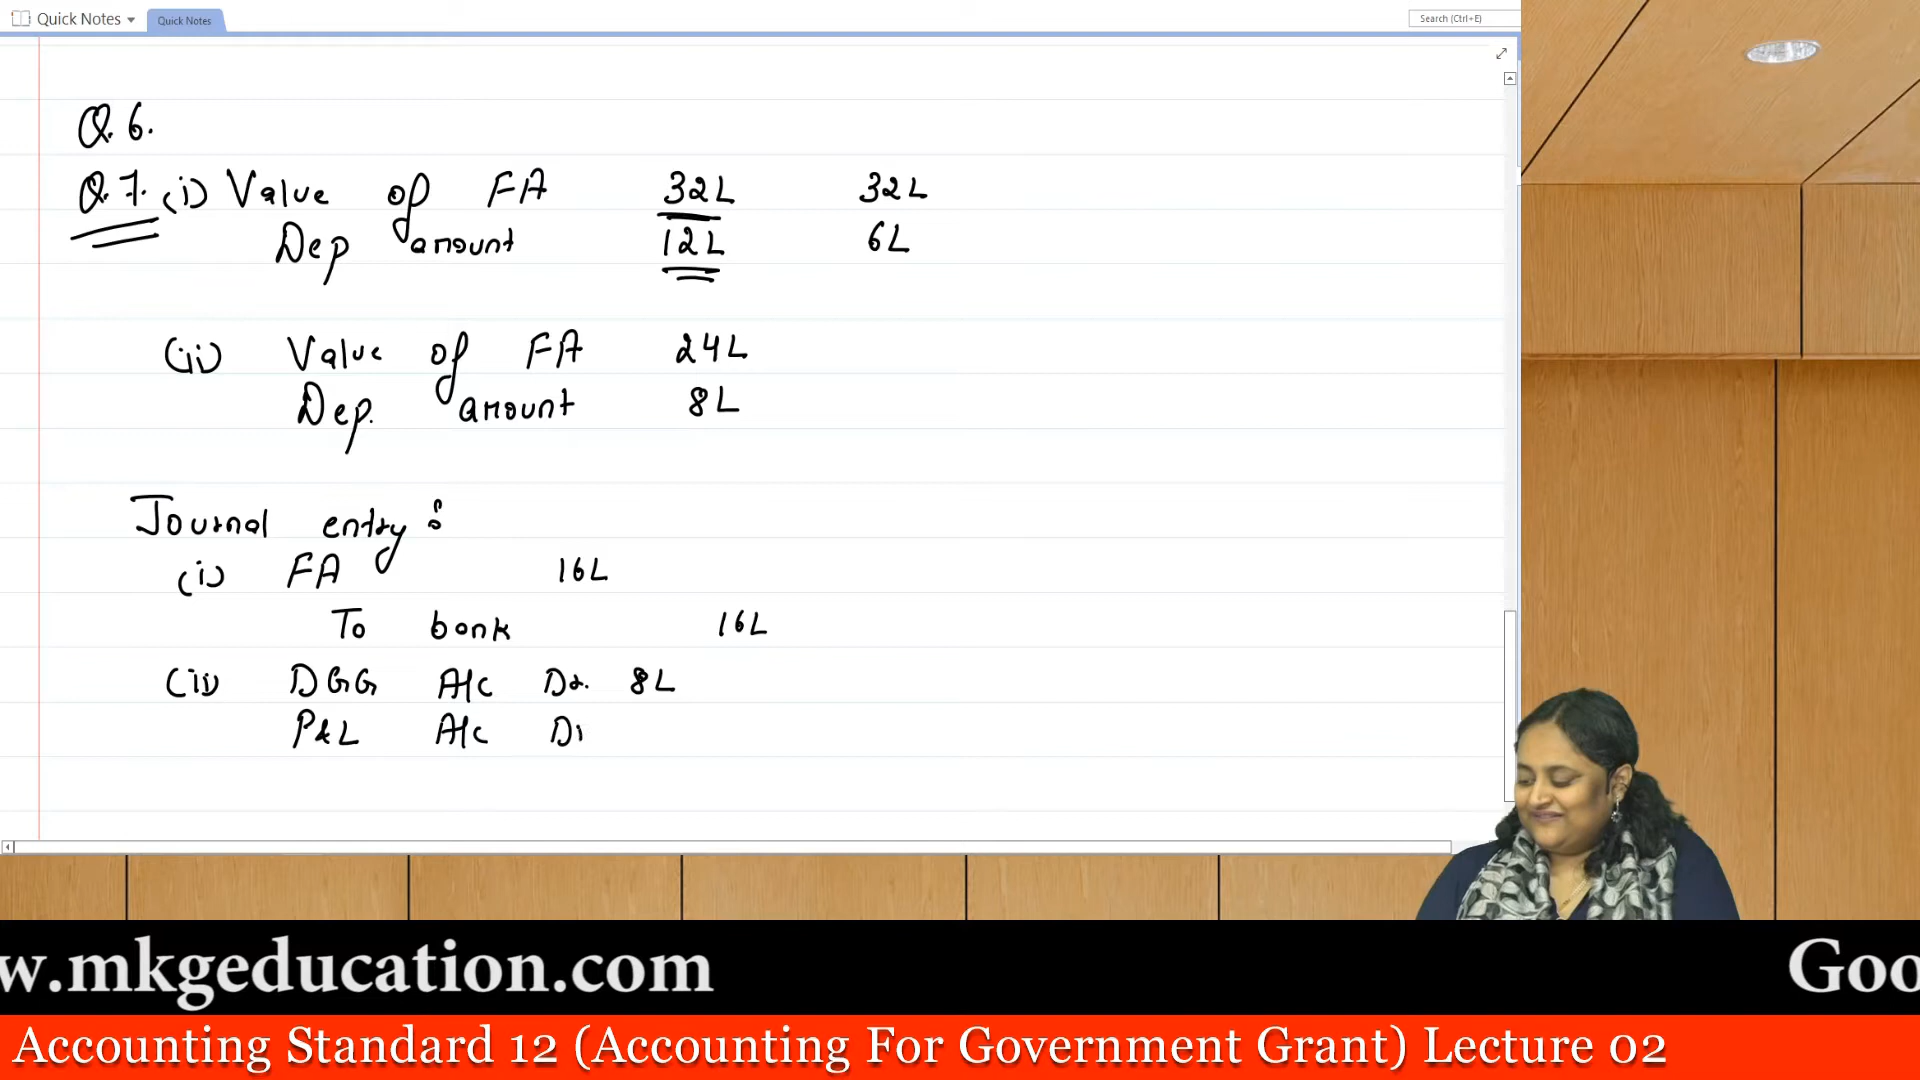 Quick Notes
Quick Notes
Search (Ctrl+E)
Q. 6.
Q. 7. (i) Value of FA 32L 32L
Dep amount 12L 6L
(ii) Value of FA 24L
Dep. amount 8L
Journal entry :
(i) FA 16L
To bank 16L
(ii) DGG A/c Dr. 8L
P&L A/c Dr
w.mkgeducation.com
Goo
Accounting Standard 12 (Accounting For Government Grant) Lecture 02